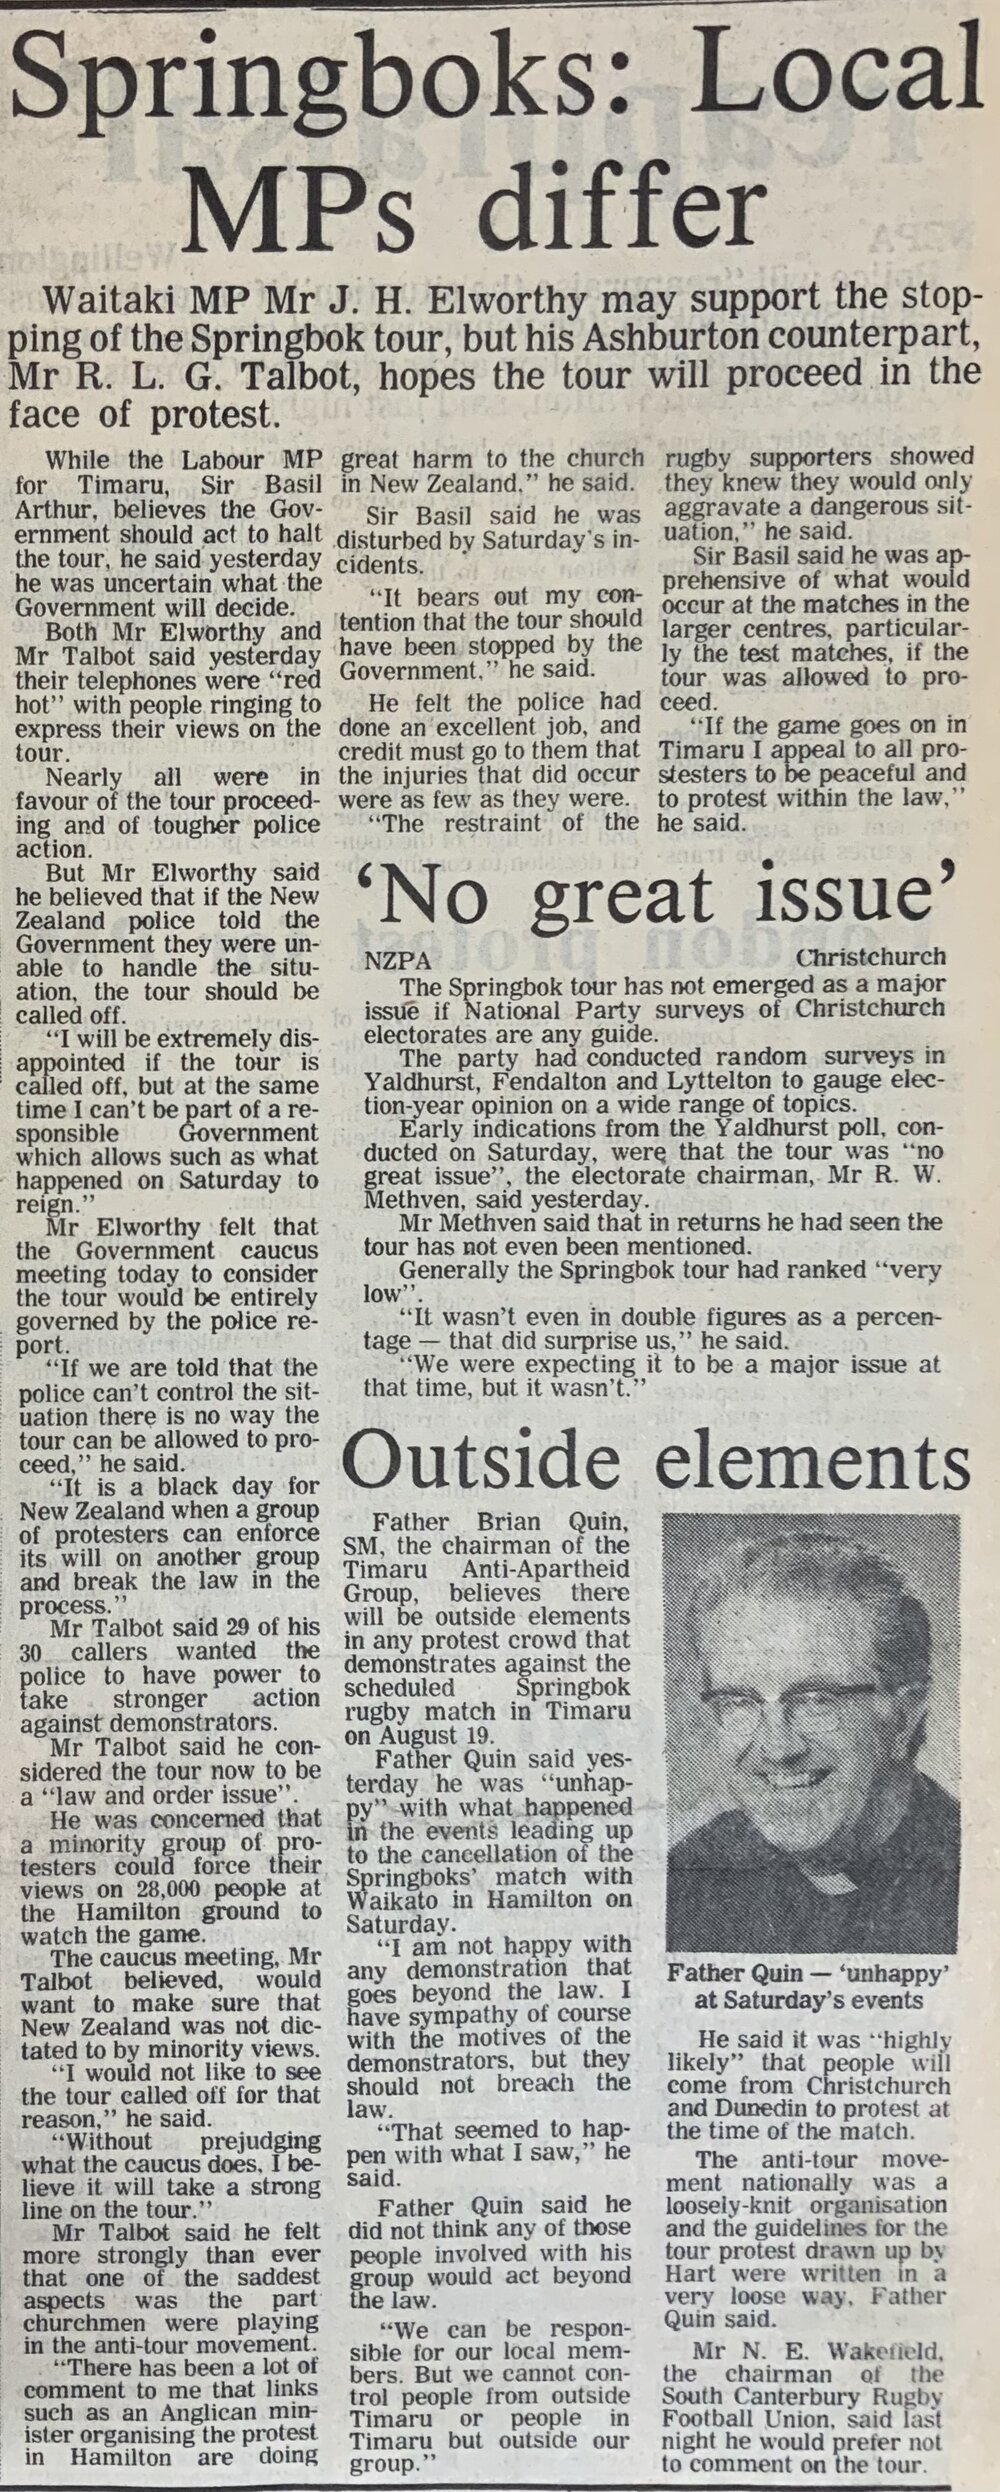 Springboks: Local
MPs differ
Waitaki MP Mr J. H. Elworthy may support the stop-
ping of the Springbok tour, but his Ashburton counterpart,
Mr R. L. G. Talbot, hopes the tour will proceed in the
face of protest.
While the Labour MP
for Timaru, Sir Basil
Arthur, believes the Gov-
ernment should act to halt
the tour, he said yesterday
he was uncertain what the
Government will decide.
Both Mr Elworthy and
Mr Talbot said yesterday
their telephones were "red
hot" with people ringing to
express their views on the
tour.
Nearly all were in
favour of the tour proceed-
ing and of tougher police
action.
But Mr Elworthy said
he believed that if the New
Zealand police told the
Government they were un-
able to handle the situ-
ation, the tour should be
called off.
"I will be extremely dis-
appointed if the tour is
called off, but at the same
time I can't be part of a re-
sponsible Government
which allows such as what
happened on Saturday to
reign."
Mr Elworthy felt that
the Government caucus
meeting today to consider
the tour would be entirely
governed by the police re-
port.
"If we are told that the
police can't control the sit-
uation there is no way the
tour can be allowed to pro-
ceed," he said.
"It is a black day for
New Zealand when a group
of protesters can enforce
its will on another group
and break the law in the
process."
Mr Talbot said 29 of his
30 callers wanted the
police to have power to
take stronger action
against demonstrators.
Mr Talbot said he con-
sidered the tour now to be
a "law and order issue".
He was concerned that
a minority group of pro-
testers could force their
views on 28,000 people at
the Hamilton ground to
watch the game.
The caucus meeting, Mr
Talbot believed, would
want to make sure that
New Zealand was not dic-
tated to by minority views.
"I would not like to see
the tour called off for that
reason," he said.
"Without prejudging
what the caucus does, I be-
lieve it will take a strong
line on the tour."
Mr Talbot said he felt
more strongly than ever
that one of the saddest
aspects was the part
churchmen were playing
in the anti-tour movement.
"There has been a lot of
comment to me that links
such as an Anglican min-
ister organising the protest
in Hamilton are doing
great harm to the church
in New Zealand," he said.
Sir Basil said he was
disturbed by Saturday's in-
cidents.
"It bears out my con-
tention that the tour should
have been stopped by the
Government," he said.
He felt the police had
done an excellent job, and
credit must go to them that
the injuries that did occur
were as few as they were.
"The restraint of the
rugby supporters showed
they knew they would only
aggravate a dangerous sit-
uation," he said.
Sir Basil said he was ap-
prehensive of what would
occur at the matches in the
larger centres, particular-
ly the test matches, if the
tour was allowed to pro-
ceed.
"If the game goes on in
Timaru I appeal to all pro-
stesters to be peaceful and
to protest within the law,"
he said.
'No great issue'
NZPA Christchurch
The Springbok tour has not emerged as a major
issue if National Party surveys of Christchurch
electorates are any guide.
The party had conducted random surveys in
Yaldhurst, Fendalton and Lyttelton to gauge elec-
tion-year opinion on a wide range of topics.
Early indications from the Yaldhurst poll, con-
ducted on Saturday, were that the tour was "no
great issue", the electorate chairman, Mr R. W.
Methven, said yesterday.
Mr Methven said that in returns he had seen the
tour has not even been mentioned.
Generally the Springbok tour had ranked "very
low".
"It wasn't even in double figures as a percen-
tage — that did surprise us," he said.
"We were expecting it to be a major issue at
that time, but it wasn't."
Outside elements
Father Brian Quin,
SM, the chairman of the
Timaru Anti-Apartheid
Group, believes there
will be outside elements
in any protest crowd that
demonstrates against the
scheduled Springbok
rugby match in Timaru
on August 19.
Father Quin said yes-
terday he was "unhap-
py" with what happened
in the events leading up
to the cancellation of the
Springboks' match with
Waikato in Hamilton on
Saturday.
"I am not happy with
any demonstration that
goes beyond the law. I
have sympathy of course
with the motives of the
demonstrators, but they
should not breach the
law.
"That seemed to hap-
pen with what I saw," he
said.
Father Quin said he
did not think any of those
people involved with his
group would act beyond
the law.
"We can be respon-
sible for our local mem-
bers. But we cannot con-
trol people from outside
Timaru or people in
Timaru but outside our
group."
Father Quin — 'unhappy'
at Saturday's events
He said it was "highly
likely" that people will
come from Christchurch
and Dunedin to protest at
the time of the match.
The anti-tour move-
ment nationally was a
loosely-knit organisation
and the guidelines for the
tour protest drawn up by
Hart were written in a
very loose way, Father
Quin said.
Mr N. E. Wakefield,
the chairman of the
South Canterbury Rugby
Football Union, said last
night he would prefer not
to comment on the tour.